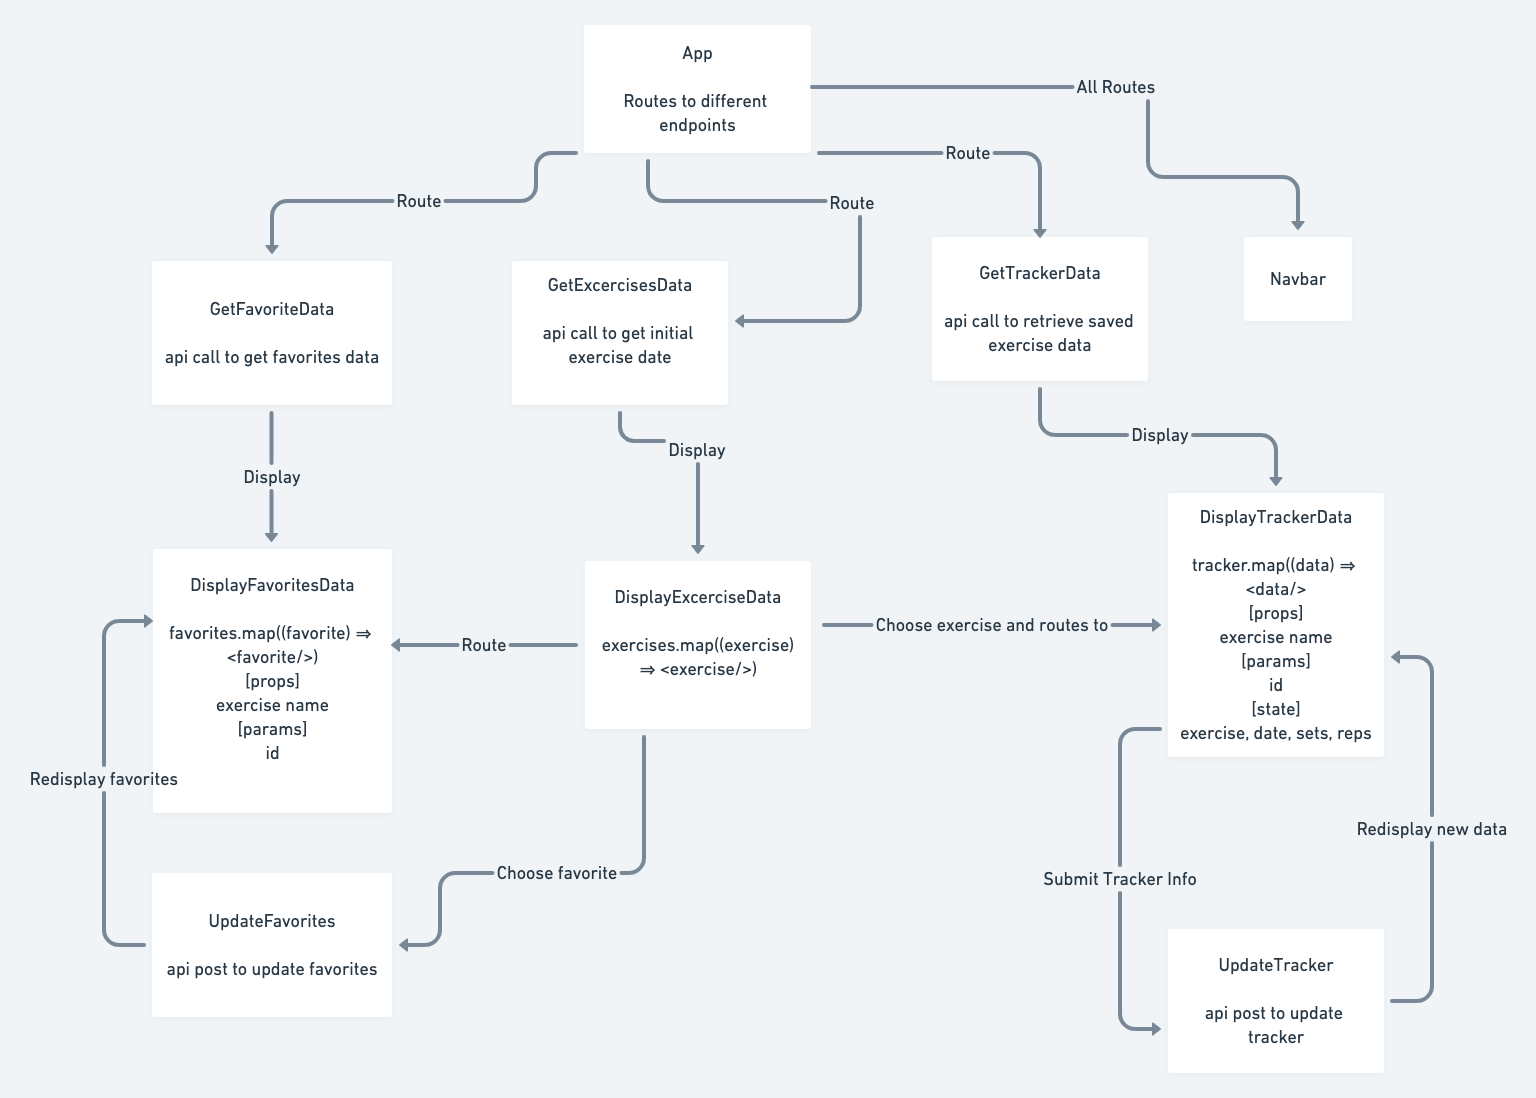 App
Routes to different
endpoints
All Routes
Route
Route
Route
GetFavoriteData
api call to get favorites data
GetExcercisesData
api call to get initial
exercise date
GetTrackerData
api call to retrieve saved
exercise data
Navbar
Display
Display
Display
DisplayFavoritesData
favorites.map((favorite) ⇒
<favorite/>)
[props]
exercise name
[params]
id
Route
DisplayExcerciseData
exercises.map((exercise)
⇒ <exercise/>)
Choose exercise and routes to
DisplayTrackerData
tracker.map((data) ⇒
<data/>
[props]
exercise name
[params]
id
[state]
exercise, date, sets, reps
Redisplay favorites
Choose favorite
Redisplay new data
Submit Tracker Info
UpdateFavorites
api post to update favorites
UpdateTracker
api post to update
tracker